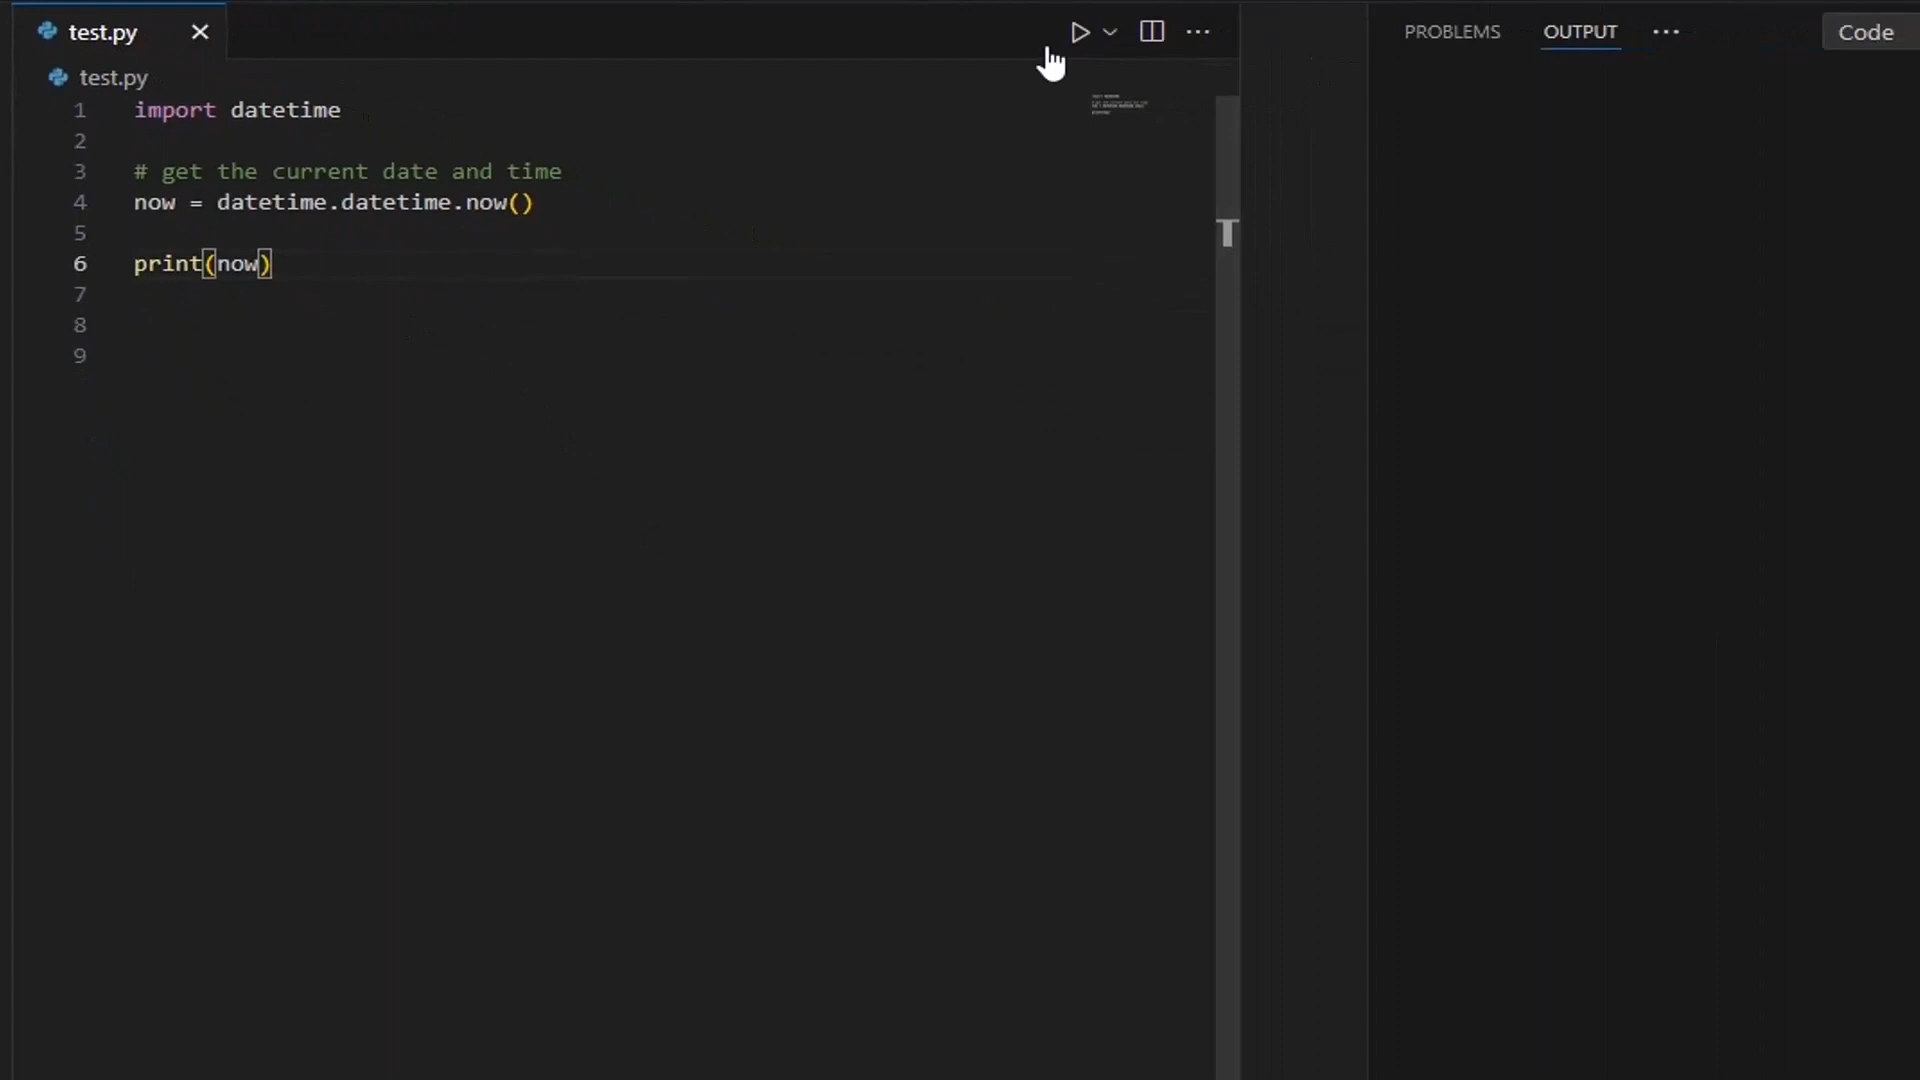 test.py
PROBLEMS OUTPUT
Code
test.py
1 import datetime
2
3 # get the current date and time
4 now = datetime.datetime.now()
5
6 print(now)
7
8
9